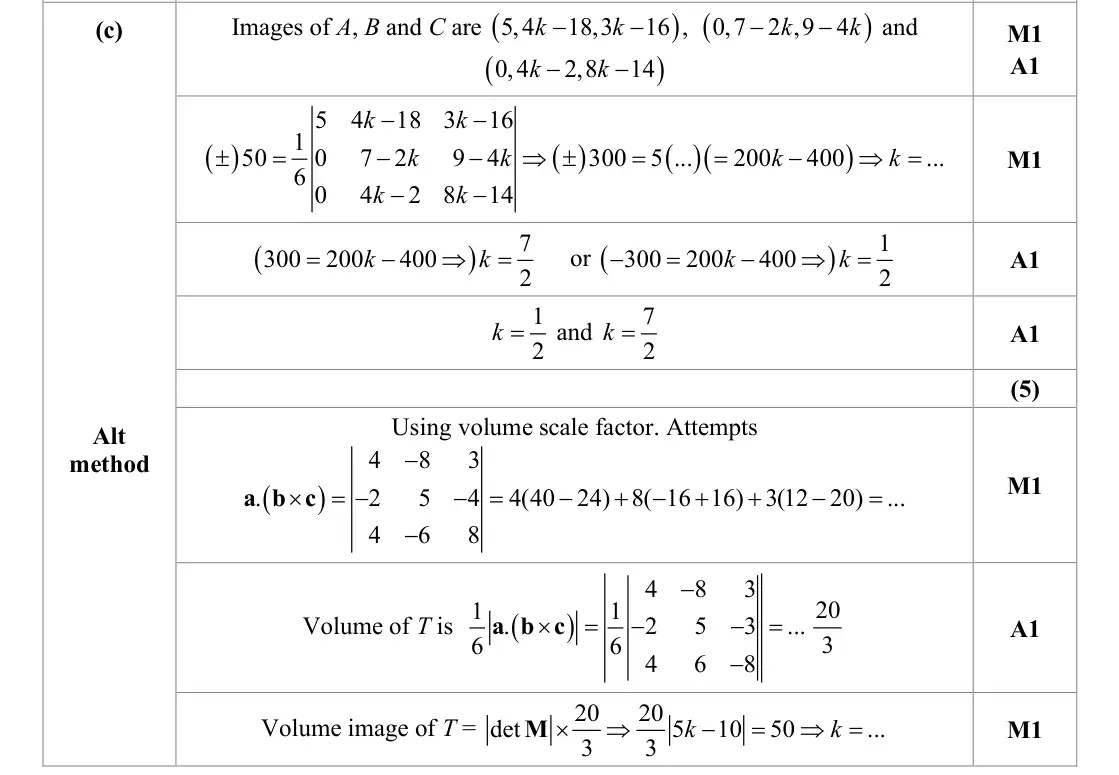 (c) Images of A, B and C are (5, 4k −18, 3k −16), (0, 7 − 2k, 9 − 4k) and M1
(0, 4k − 2, 8k −14) A1
(±)50 = 1/6 |5 4k −18 3k −16; 0 7 − 2k 9 − 4k; 0 4k − 2 8k −14| ⇒ (±)300 = 5(...)(= 200k − 400) ⇒ k = ... M1
(300 = 200k − 400 ⇒) k = 7/2 or (−300 = 200k − 400 ⇒) k = 1/2 A1
k = 1/2 and k = 7/2 A1
(5)
Alt method
Using volume scale factor. Attempts
a.(b × c) = |4 −8 3; −2 5 −4; 4 −6 8| = 4(40 − 24) + 8(−16 + 16) + 3(12 − 20) = ... M1
Volume of T is 1/6 |a.(b × c)| = |1/6 |4 −8 3; −2 5 −3; 4 6 −8|| = ... 20/3 A1
Volume image of T = |det M| × 20/3 ⇒ 20/3 |5k −10| = 50 ⇒ k = ... M1